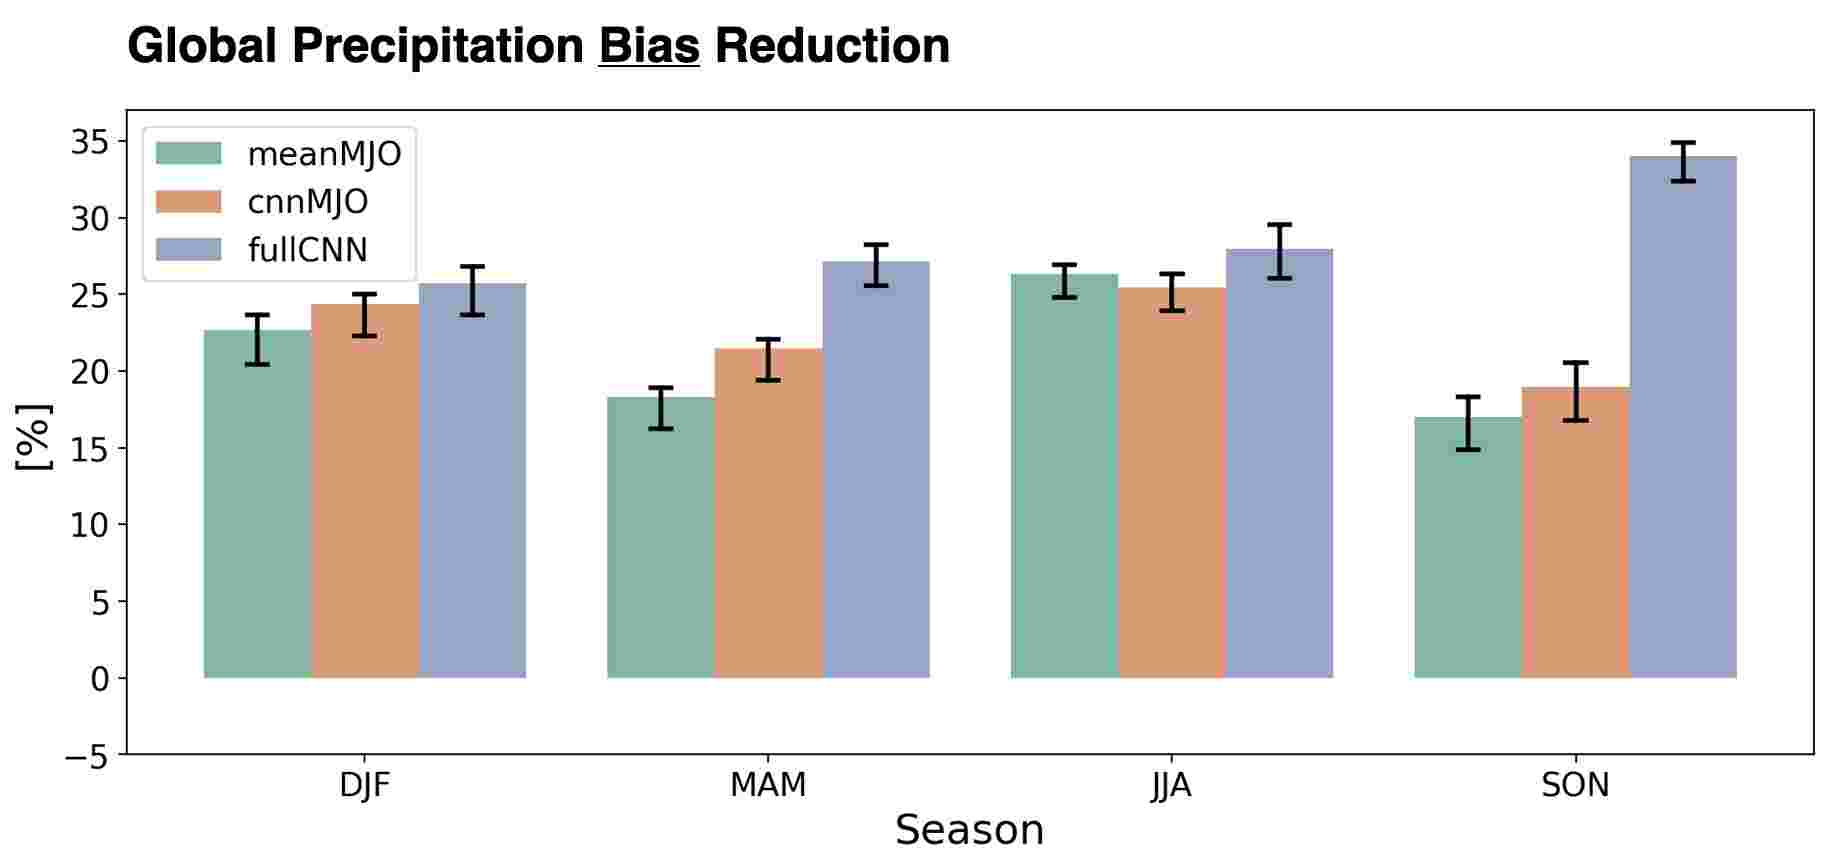 Global Precipitation Bias Reduction
meanMJO
cnnMJO
fullCNN
[%]
35
30
25
20
15
10
5
0
−5
DJF
MAM
JJA
SON
Season